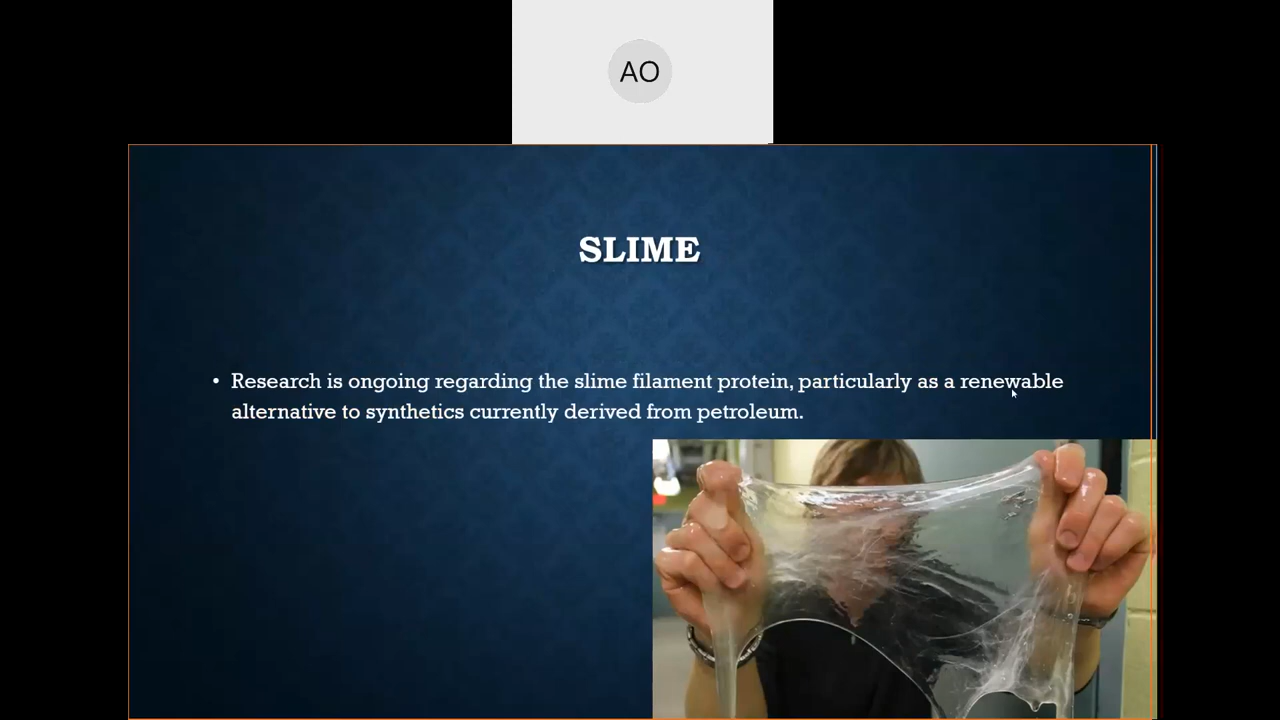 AO
SLIME
• Research is ongoing regarding the slime filament protein, particularly as a renewable
alternative to synthetics currently derived from petroleum.